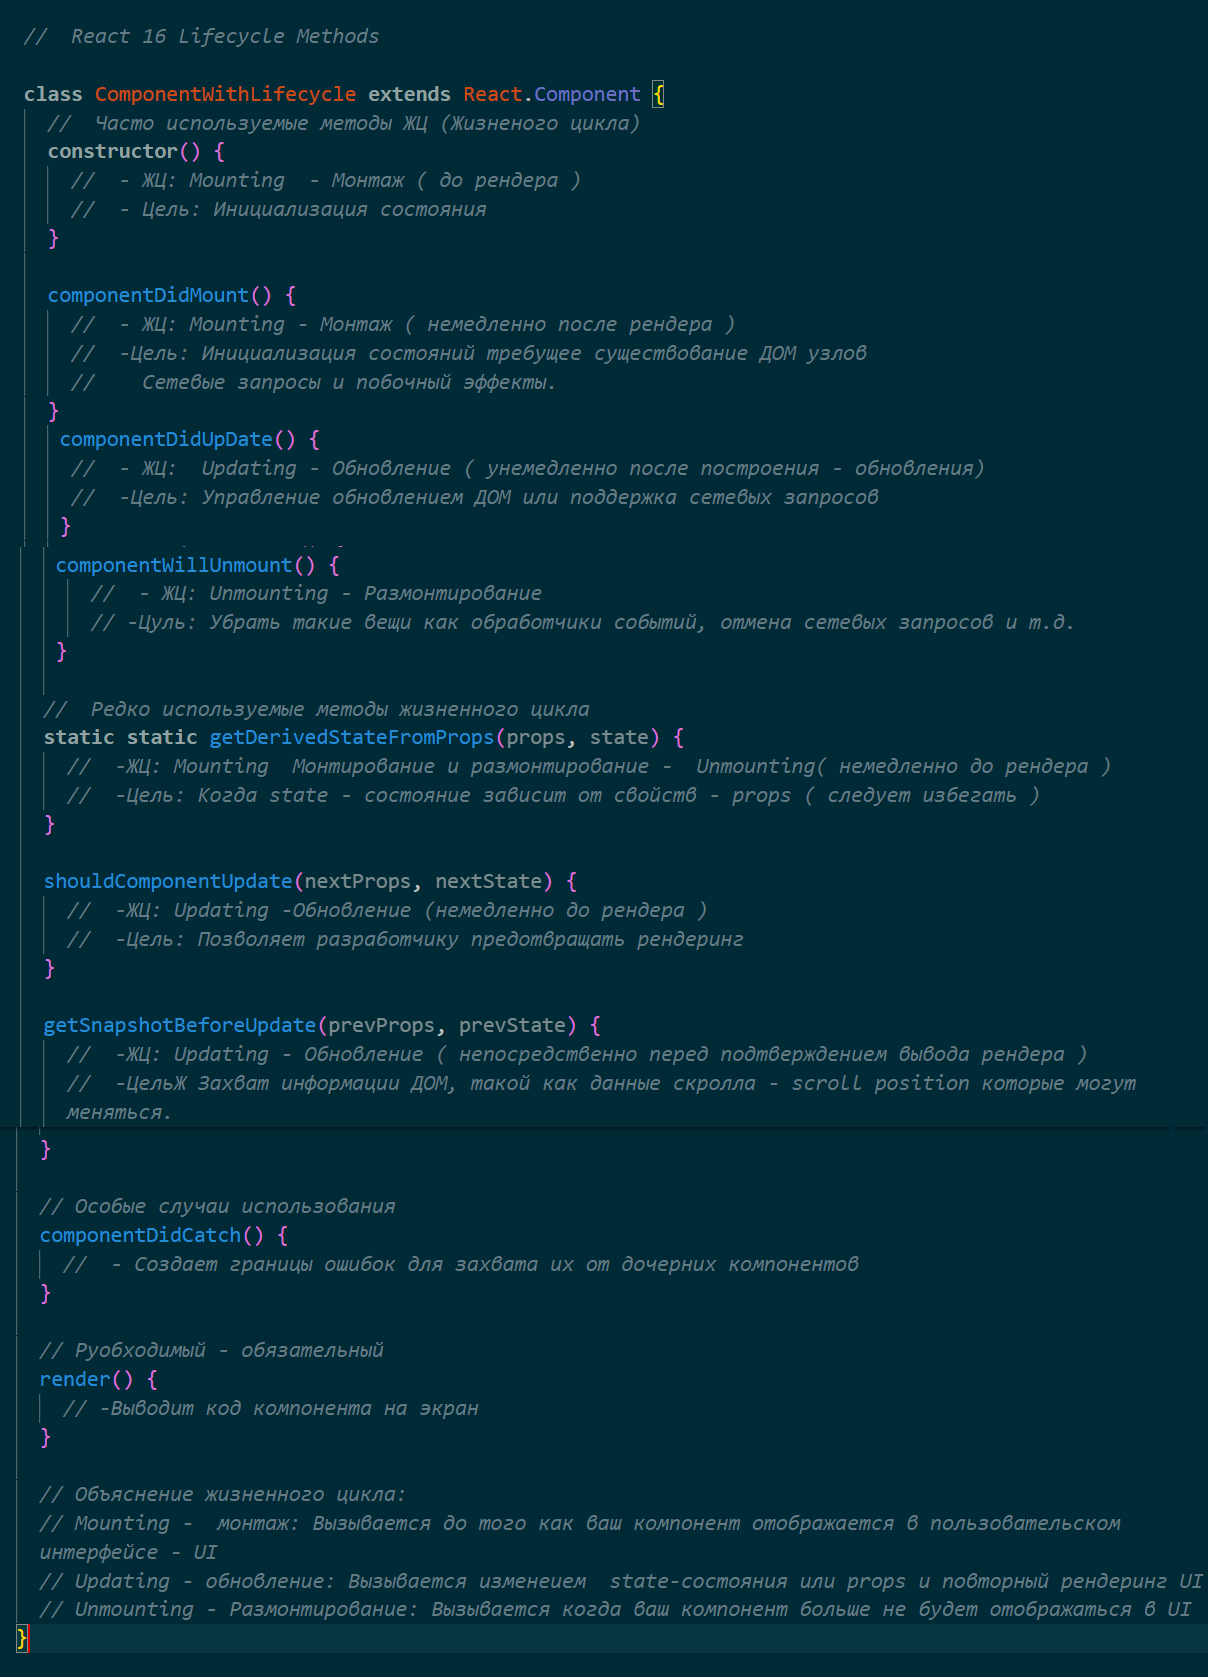 //  React 16 Lifecycle Methods
class ComponentWithLifecycle extends React.Component {
//  Часто используемые методы ЖЦ (Жизненого цикла)
constructor() {
//  - ЖЦ: Mounting  - Монтаж ( до рендера )
//  - Цель: Инициализация состояния
}
componentDidMount() {
//  - ЖЦ: Mounting - Монтаж ( немедленно после рендера )
//  -Цель: Инициализация состояний требущее существование ДОМ узлов
//    Сетевые запросы и побочный эффекты.
}
componentDidUpDate() {
//  - ЖЦ:  Updating - Обновление ( унемедленно после построения - обновления)
//  -Цель: Управление обновлением ДОМ или поддержка сетевых запросов
}
componentWillUnmount() {
//  - ЖЦ: Unmounting - Размонтирование
// -Цуль: Убрать такие вещи как обработчики событий, отмена сетевых запросов и т.д.
}
//  Редко используемые методы жизненного цикла
static static getDerivedStateFromProps(props, state) {
//  -ЖЦ: Mounting  Монтирование и размонтирование -  Unmounting( немедленно до рендера )
//  -Цель: Когда state - состояние зависит от свойств - props ( следует избегать )
}
shouldComponentUpdate(nextProps, nextState) {
//  -ЖЦ: Updating -Обновление (немедленно до рендера )
//  -Цель: Позволяет разработчику предотвращать рендеринг
}
getSnapshotBeforeUpdate(prevProps, prevState) {
//  -ЖЦ: Updating - Обновление ( непосредственно перед подтверждением вывода рендера )
//  -ЦельЖ Захват информации ДОМ, такой как данные скролла - scroll position которые могут
меняться.
}
// Особые случаи использования
componentDidCatch() {
//  - Создает границы ошибок для захвата их от дочерних компонентов
}
// Руобходимый - обязательный
render() {
// -Выводит код компонента на экран
}
// Объяснение жизненного цикла:
// Mounting -  монтаж: Вызывается до того как ваш компонент отображается в пользовательском
интерфейсе - UI
// Updating - обновление: Вызывается изменеием  state-состояния или props и повторный рендеринг UI
// Unmounting - Размонтирование: Вызывается когда ваш компонент больше не будет отображаться в UI
}